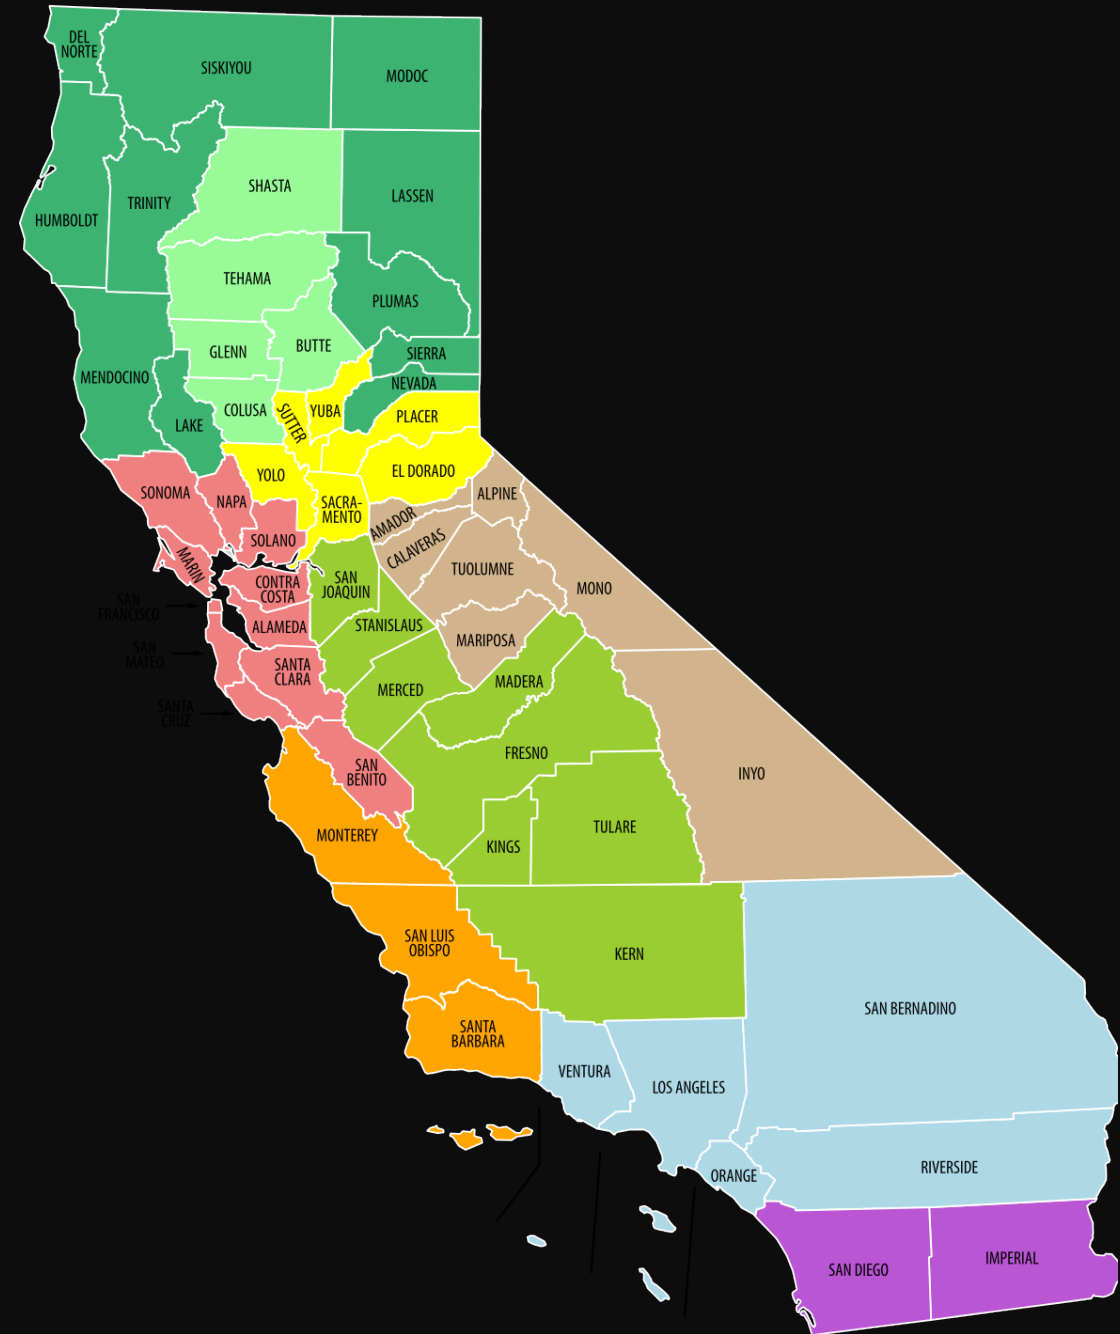 DEL
NORTE
SISKIYOU
MODOC
HUMBOLDT
TRINITY
SHASTA
LASSEN
TEHAMA
PLUMAS
GLENN
BUTTE
SIERRA
MENDOCINO
NEVADA
LAKE
COLUSA
SUTTER
YUBA
PLACER
YOLO
EL DORADO
SONOMA
NAPA
SACRA-
MENTO
ALPINE
SOLANO
AMADOR
CALAVERAS
MARIN
CONTRA
COSTA
SAN
JOAQUIN
TUOLUMNE
MONO
SAN
FRANCISCO
ALAMEDA
STANISLAUS
MARIPOSA
SAN
MATEO
SANTA
CLARA
MERCED
MADERA
SANTA
CRUZ
FRESNO
SAN
BENITO
INYO
MONTEREY
KINGS
TULARE
SAN LUIS
OBISPO
KERN
SAN BERNADINO
SANTA
BARBARA
VENTURA
LOS ANGELES
ORANGE
RIVERSIDE
SAN DIEGO
IMPERIAL